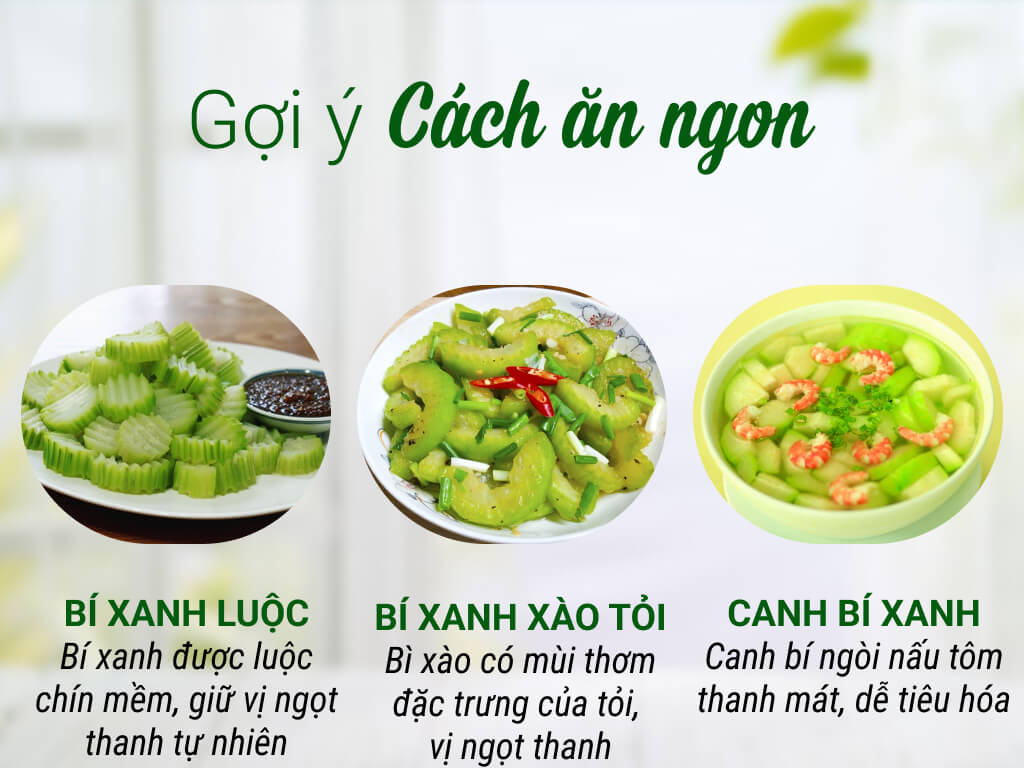 Gợi ý Cách ăn ngon
BÍ XANH LUỘC
Bí xanh được luộc
chín mềm, giữ vị ngọt
thanh tự nhiên
BÍ XANH XÀO TỎI
Bì xào có mùi thơm
đặc trưng của tỏi,
vị ngọt thanh
CANH BÍ XANH
Canh bí ngòi nấu tôm
thanh mát, dễ tiêu hóa